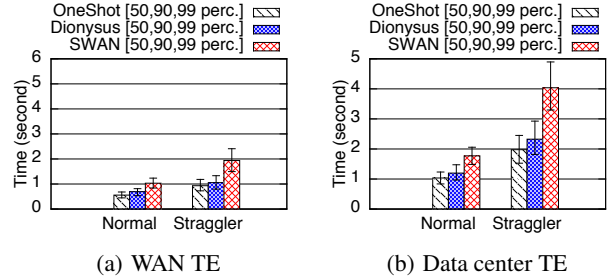 OneShot [50,90,99 perc.]
Dionysus [50,90,99 perc.]
SWAN [50,90,99 perc.]
Time (second)
6
5
4
3
2
1
0
Normal Straggler
(a) WAN TE
OneShot [50,90,99 perc.]
Dionysus [50,90,99 perc.]
SWAN [50,90,99 perc.]
Time (second)
5
4
3
2
1
0
Normal Straggler
(b) Data center TE